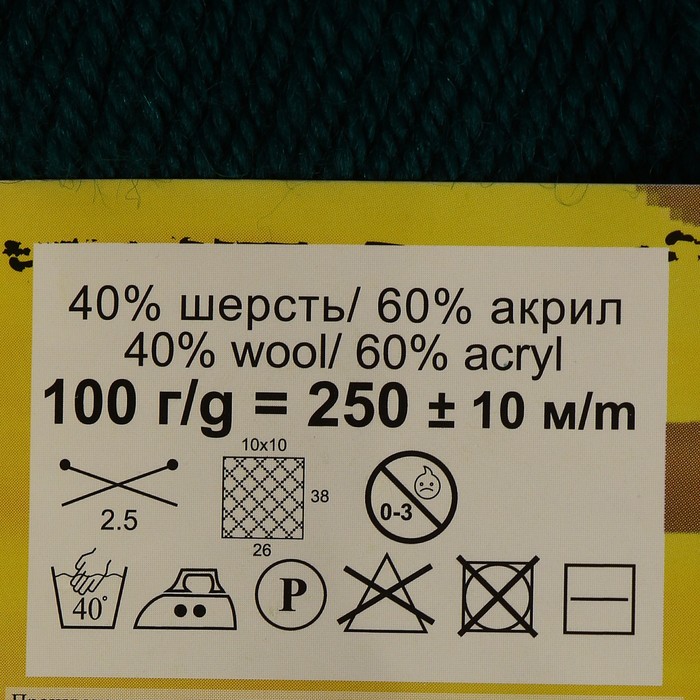 40% шерсть/ 60% акрил
40% wool/ 60% acryl
100 г/g = 250 ± 10 м/m
10x10
38
0-3
2.5
26
40°
P